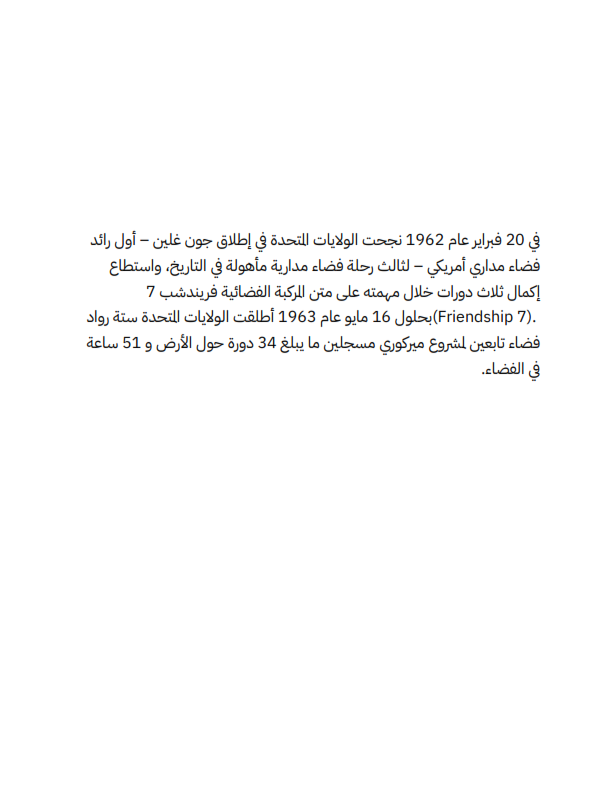 في 20 فبراير عام 1962 نجحت الولايات المتحدة في إطلاق جون غلين – أول رائد
فضاء مداري أمريكي – لثالث رحلة فضاء مدارية مأهولة في التاريخ، واستطاع
إكمال ثلاث دورات خلال مهمته على متن المركبة الفضائية فريندشب 7
.(Friendship 7)بحلول 16 مايو عام 1963 أطلقت الولايات المتحدة ستة رواد
فضاء تابعين لمشروع ميركوري مسجلين ما يبلغ 34 دورة حول الأرض و 51 ساعة
في الفضاء.